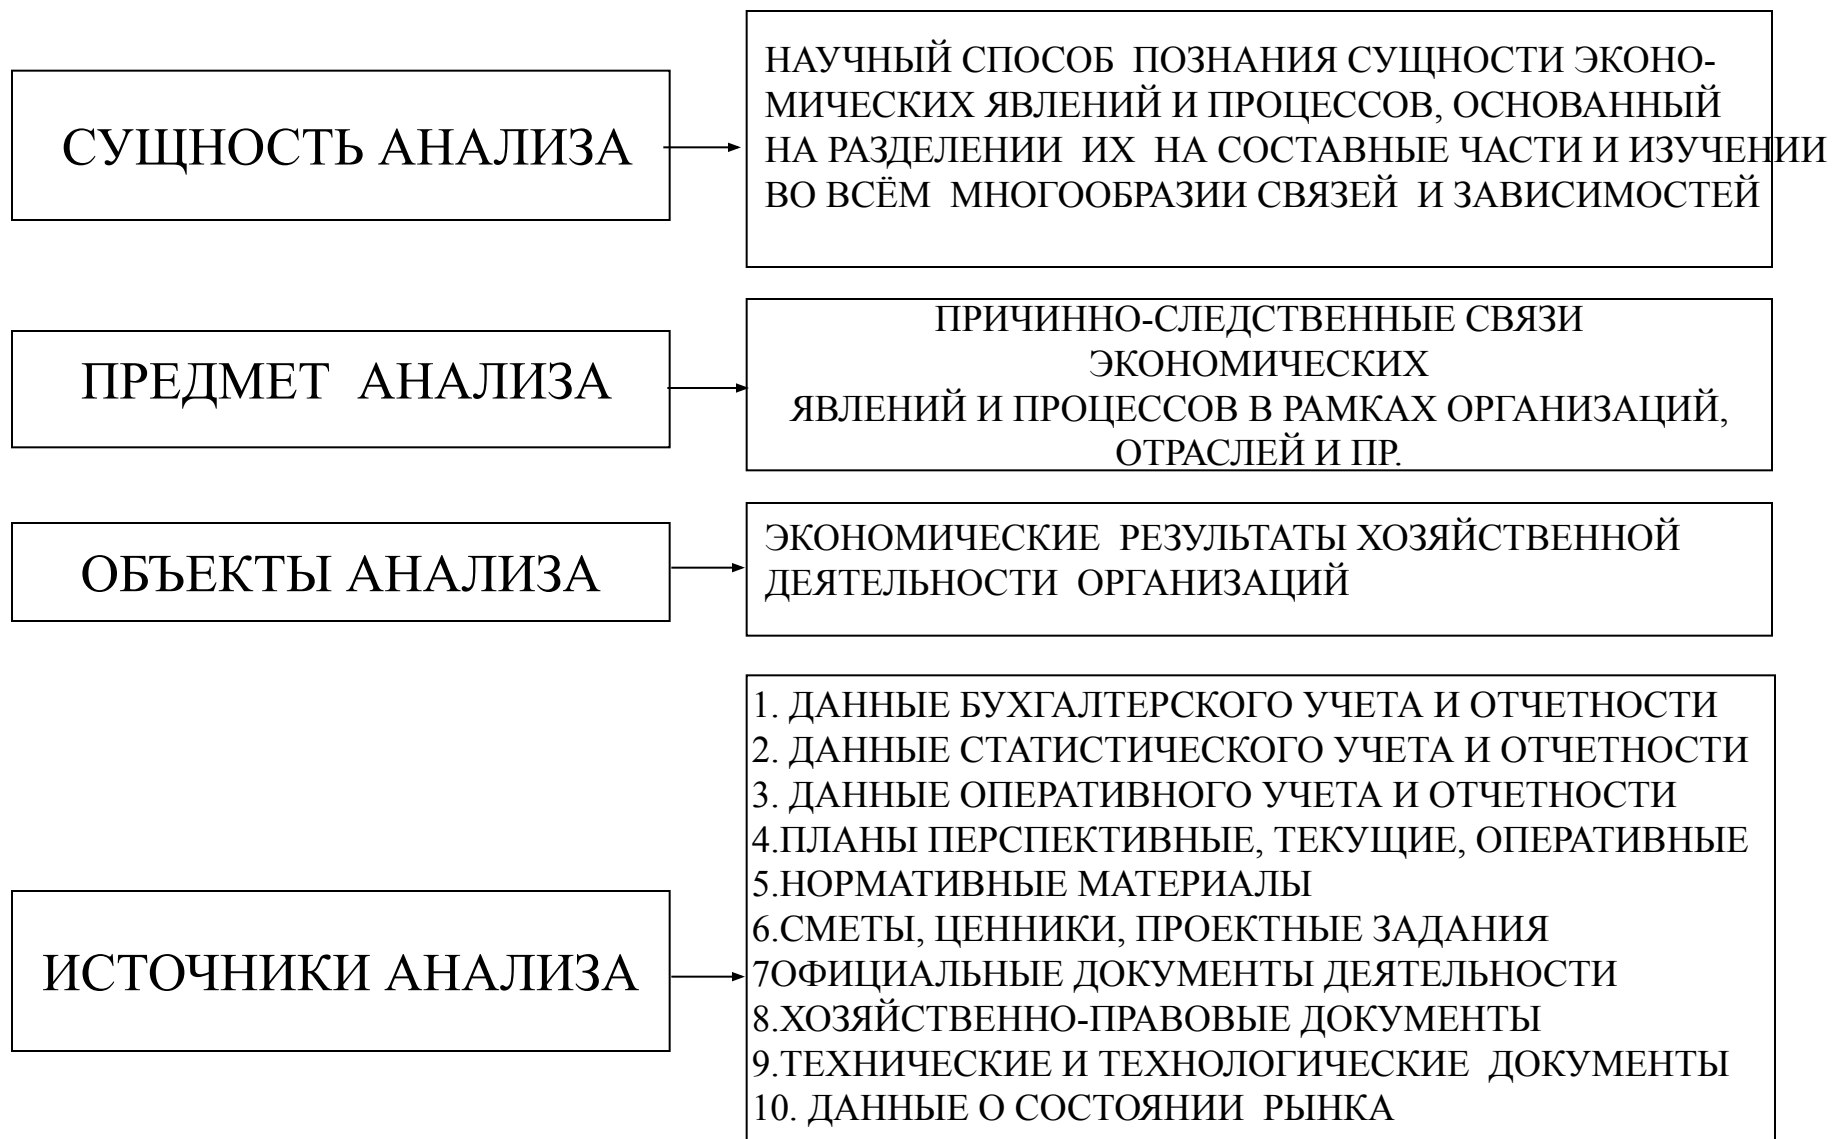 СУЩНОСТЬ АНАЛИЗА
НАУЧНЫЙ СПОСОБ ПОЗНАНИЯ СУЩНОСТИ ЭКОНО-
МИЧЕСКИХ ЯВЛЕНИЙ И ПРОЦЕССОВ, ОСНОВАННЫЙ
НА РАЗДЕЛЕНИИ ИХ НА СОСТАВНЫЕ ЧАСТИ И ИЗУЧЕНИИ
ВО ВСЁМ МНОГООБРАЗИИ СВЯЗЕЙ И ЗАВИСИМОСТЕЙ
ПРЕДМЕТ АНАЛИЗА
ПРИЧИННО-СЛЕДСТВЕННЫЕ СВЯЗИ
ЭКОНОМИЧЕСКИХ
ЯВЛЕНИЙ И ПРОЦЕССОВ В РАМКАХ ОРГАНИЗАЦИЙ,
ОТРАСЛЕЙ И ПР.
ОБЪЕКТЫ АНАЛИЗА
ЭКОНОМИЧЕСКИЕ РЕЗУЛЬТАТЫ ХОЗЯЙСТВЕННОЙ
ДЕЯТЕЛЬНОСТИ ОРГАНИЗАЦИЙ
ИСТОЧНИКИ АНАЛИЗА
1. ДАННЫЕ БУХГАЛТЕРСКОГО УЧЕТА И ОТЧЕТНОСТИ
2. ДАННЫЕ СТАТИСТИЧЕСКОГО УЧЕТА И ОТЧЕТНОСТИ
3. ДАННЫЕ ОПЕРАТИВНОГО УЧЕТА И ОТЧЕТНОСТИ
4.ПЛАНЫ ПЕРСПЕКТИВНЫЕ, ТЕКУЩИЕ, ОПЕРАТИВНЫЕ
5.НОРМАТИВНЫЕ МАТЕРИАЛЫ
6.СМЕТЫ, ЦЕННИКИ, ПРОЕКТНЫЕ ЗАДАНИЯ
7ОФИЦИАЛЬНЫЕ ДОКУМЕНТЫ ДЕЯТЕЛЬНОСТИ
8.ХОЗЯЙСТВЕННО-ПРАВОВЫЕ ДОКУМЕНТЫ
9.ТЕХНИЧЕСКИЕ И ТЕХНОЛОГИЧЕСКИЕ ДОКУМЕНТЫ
10. ДАННЫЕ О СОСТОЯНИИ РЫНКА